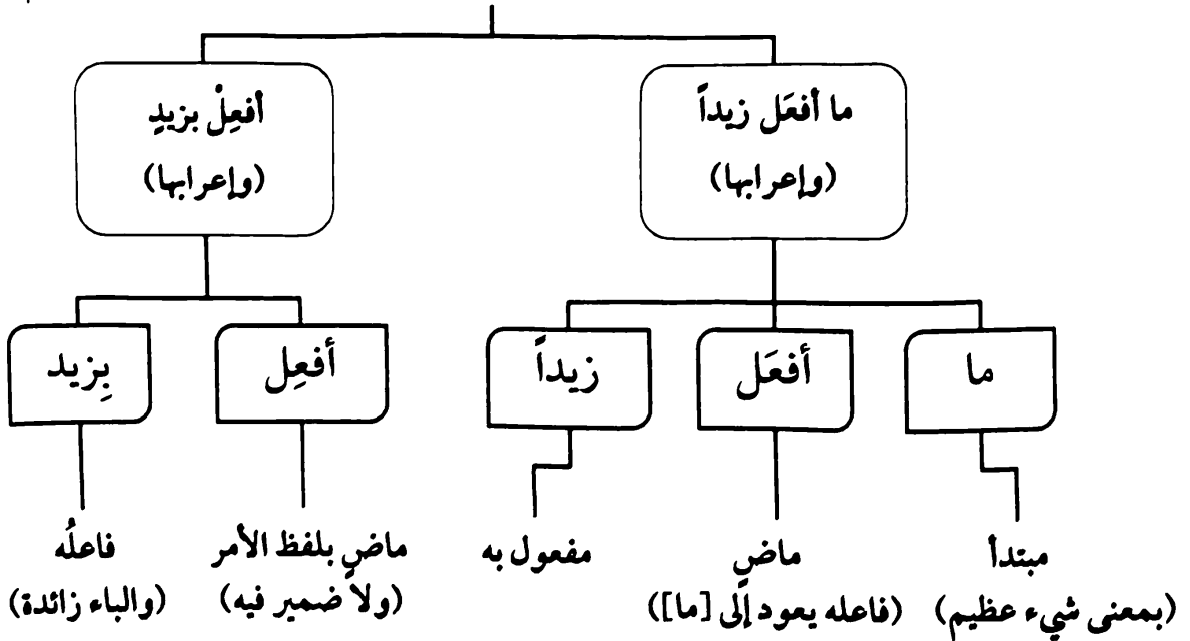 ما أفعَل زيداً
(وإعرابها)
أفعِلْ بزيدٍ
(وإعرابها)
ما
أفعَل
زيداً
أفعِل
بِزيد
مبتدأ
(بمعنى شيء عظيم)
ماضٍ
(فاعله يعود إلى [ما])
مفعول به
ماضٍ بلفظ الأمر
(ولا ضمير فيه)
فاعلُه
(والباء زائدة)